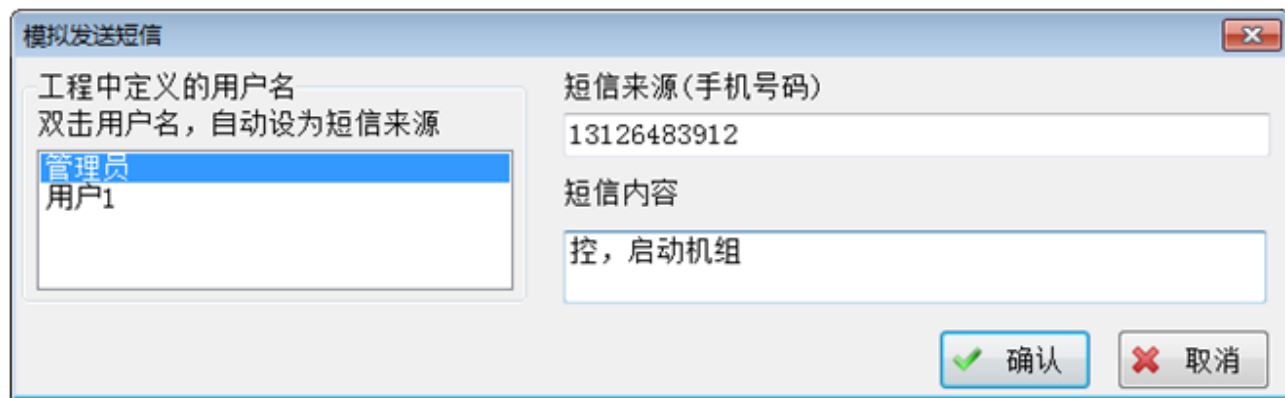 模拟发送短信
工程中定义的用户名
双击用户名，自动设为短信来源
管理员
用户1
短信来源(手机号码)
13126483912
短信内容
控，启动机组
确认
取消